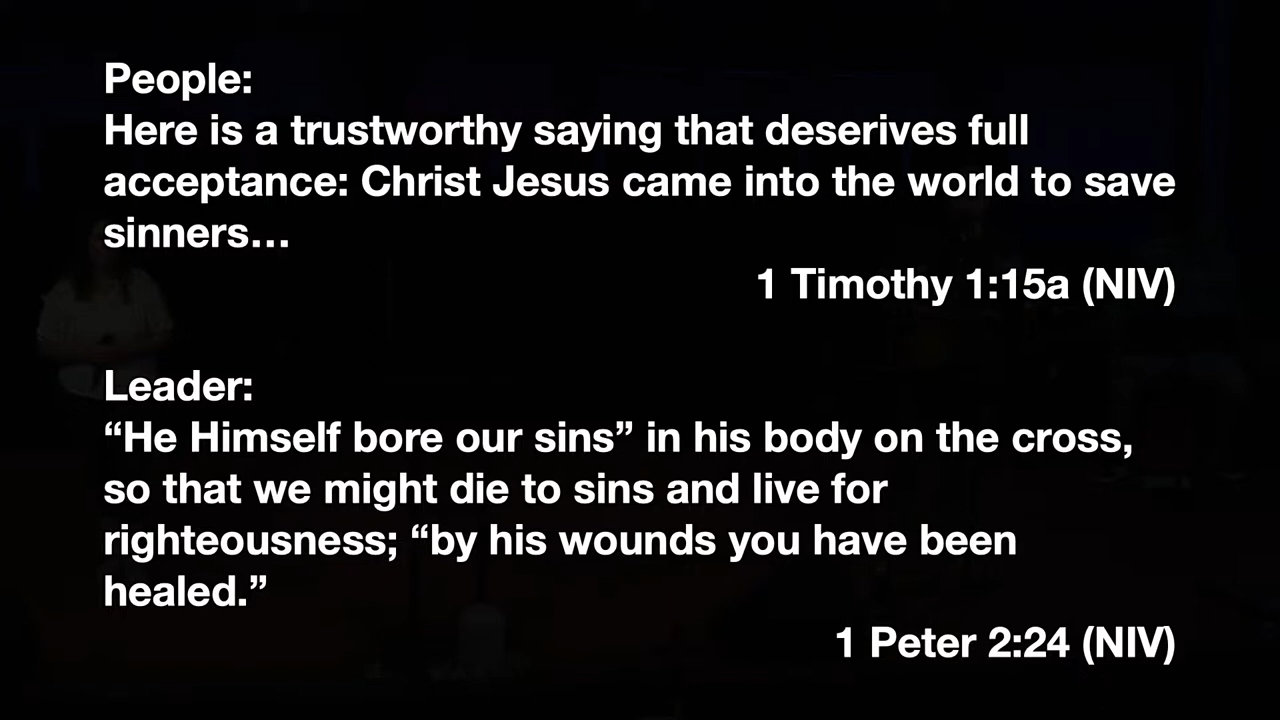 People:
Here is a trustworthy saying that deserives full
acceptance: Christ Jesus came into the world to save
sinners…
1 Timothy 1:15a (NIV)
Leader:
“He Himself bore our sins” in his body on the cross,
so that we might die to sins and live for
righteousness; “by his wounds you have been
healed.”
1 Peter 2:24 (NIV)